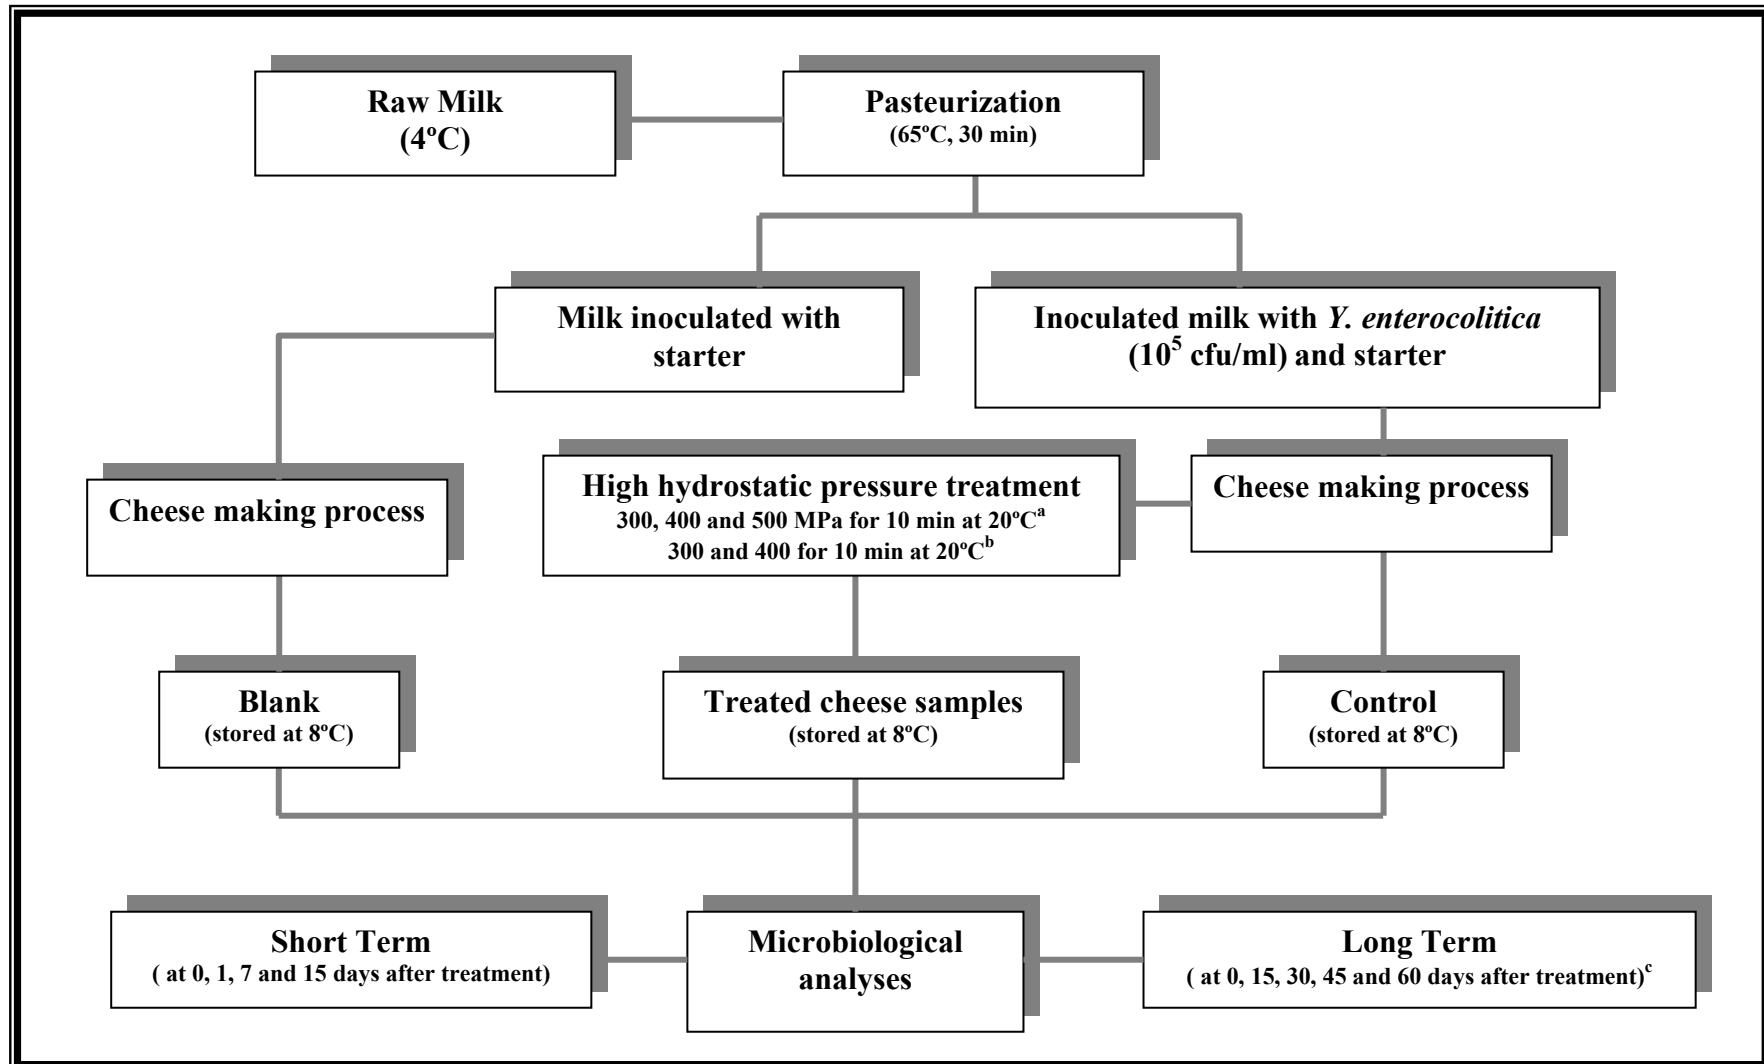 Raw Milk
(4ºC)
Pasteurization
(65ºC, 30 min)
Milk inoculated with
starter
Inoculated milk with Y. enterocolitica
(10⁵ cfu/ml) and starter
Cheese making process
High hydrostatic pressure treatment
300, 400 and 500 MPa for 10 min at 20ºCᵃ
300 and 400 for 10 min at 20ºCᵇ
Cheese making process
Blank
(stored at 8ºC)
Treated cheese samples
(stored at 8ºC)
Control
(stored at 8ºC)
Short Term
( at 0, 1, 7 and 15 days after treatment)
Microbiological
analyses
Long Term
( at 0, 15, 30, 45 and 60 days after treatment)ᶜ